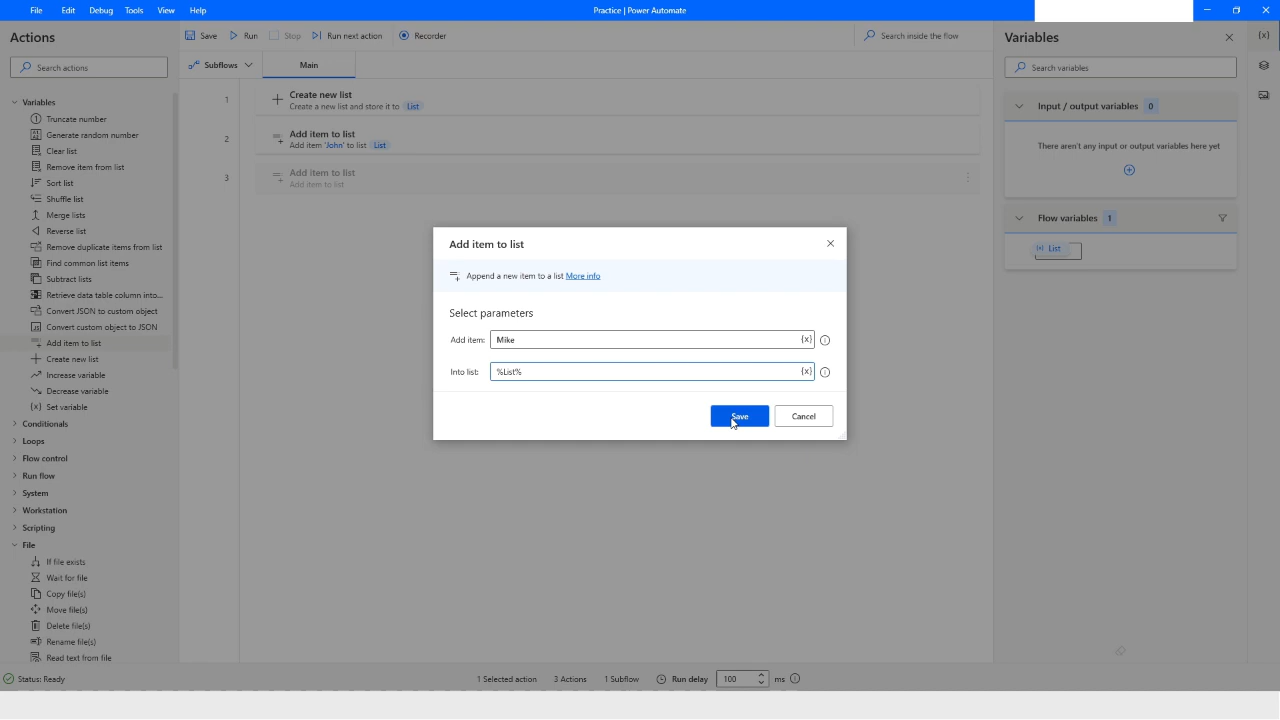 File Edit Debug Tools View Help
Practice | Power Automate
Actions
Search actions
Variables
Truncate number
Generate random number
Clear list
Remove item from list
Sort list
Shuffle list
Merge lists
Reverse list
Remove duplicate items from list
Find common list items
Subtract lists
Retrieve data table column into...
Convert JSON to custom object
Convert custom object to JSON
Add item to list
Create new list
Increase variable
Decrease variable
{x} Set variable
Conditionals
Loops
Flow control
Run flow
System
Workstation
Scripting
File
If file exists
Wait for file
Copy file(s)
Move file(s)
Delete file(s)
Rename file(s)
Read text from file
Save Run Stop Run next action Recorder
Search inside the flow
Subflows Main
1 Create new list
Create a new list and store it to List
2 Add item to list
Add item 'John' to list List
3 Add item to list
Add item to list
Add item to list
Append a new item to a list More info
Select parameters
Add item: Mike {x}
Into list: %List% {x}
Save Cancel
Variables
{x}
Search variables
Input / output variables 0
There aren't any input or output variables here yet
Flow variables 1
List
Status: Ready 1 Selected action 3 Actions 1 Subflow Run delay 100 ms